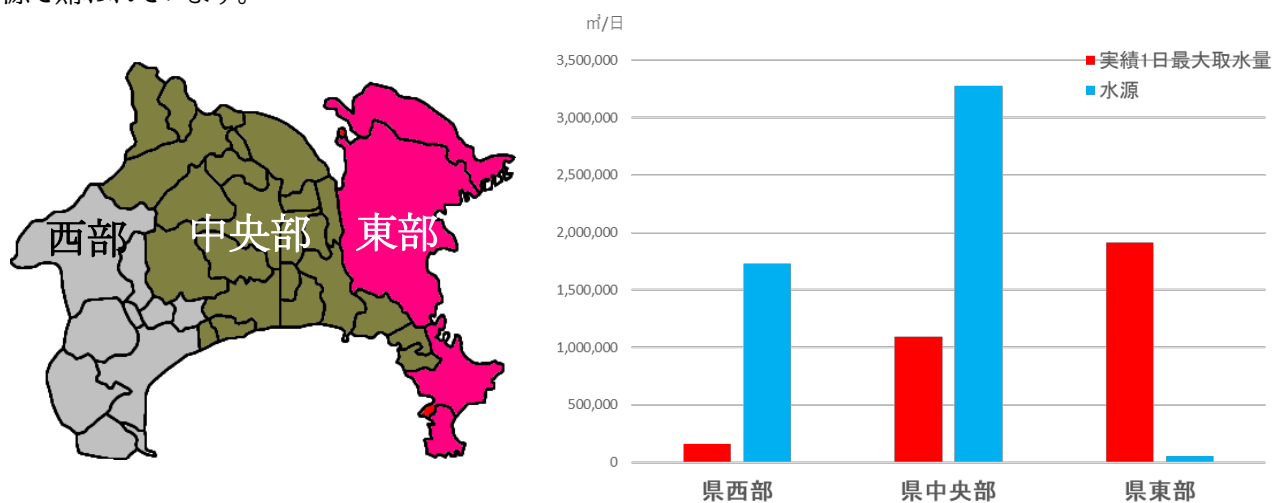 ㎥/日
3,500,000
3,000,000
2,500,000
2,000,000
1,500,000
1,000,000
500,000
0
実績1日最大取水量
水源
県西部
県中央部
県東部
西部
中央部
東部